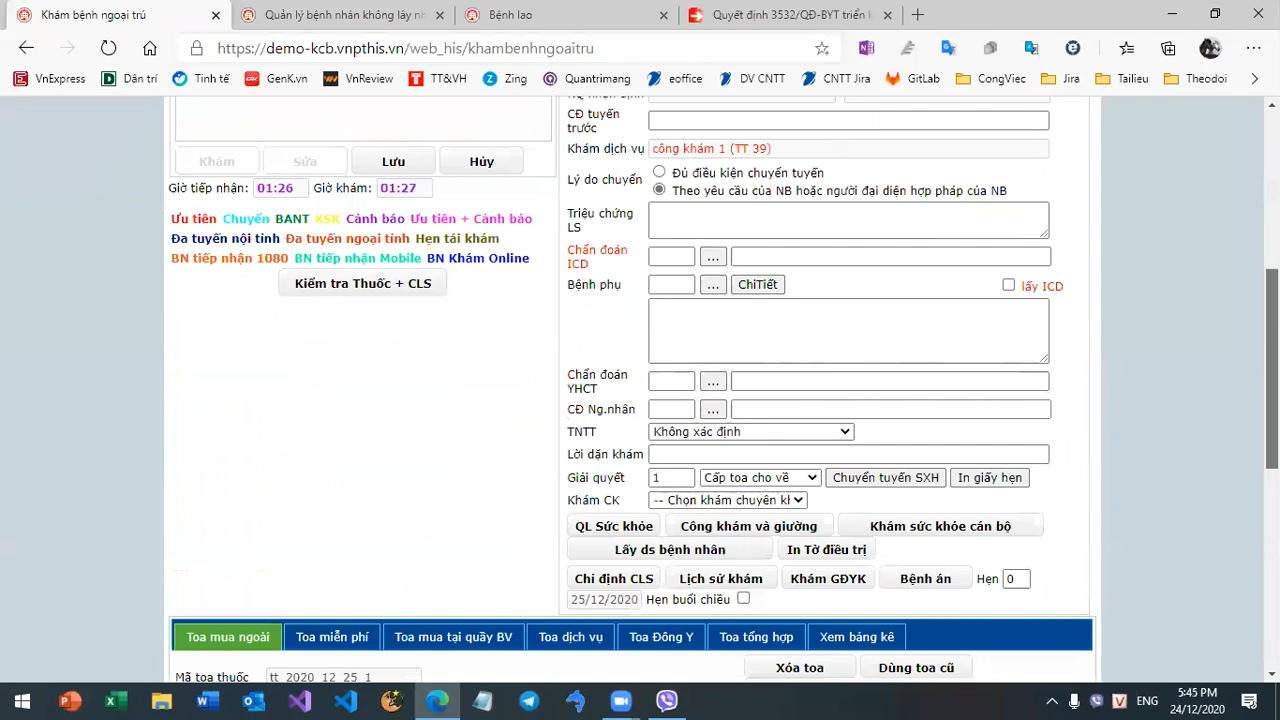 Khám bệnh ngoại trú
Quản lý bệnh nhân không lây nh
Bệnh lao
Quyết định 3532/QĐ-BYT triển k
https://demo-kcb.vnpthis.vn/web_his/khambenhngoaitru
VnExpress
Dân trí
Tinh tế
GenK.vn
VnReview
TT&VH
Zing
Quantrimang
eoffice
DV CNTT
CNTT Jira
GitLab
CongViec
Jira
Tailieu
Theodoi
CĐ tuyến trước
Khám dịch vụ công khám 1 (TT 39)
Khám Sửa Lưu Hủy
Giờ tiếp nhận: 01:26 Giờ khám: 01:27
Lý do chuyển Đủ điều kiện chuyển tuyến
Theo yêu cầu của NB hoặc người đại diện hợp pháp của NB
Ưu tiên Chuyển BANT KSK Cảnh báo Ưu tiên + Cảnh báo
Đa tuyến nội tỉnh Đa tuyến ngoại tỉnh Hẹn tái khám
BN tiếp nhận 1080 BN tiếp nhận Mobile BN Khám Online
Kiểm tra Thuốc + CLS
Triệu chứng LS
Chẩn đoán ICD ...
Bệnh phụ ... ChiTiết lấy ICD
Chẩn đoán YHCT ...
CĐ Ng.nhân ...
TNTT Không xác định
Lời dặn khám
Giải quyết 1 Cấp toa cho về Chuyển tuyến SXH In giấy hẹn
Khám CK -- Chọn khám chuyên kh
QL Sức khỏe Công khám và giường Khám sức khỏe cán bộ
Lấy ds bệnh nhân In Tờ điều trị
Chỉ định CLS Lịch sử khám Khám GĐYK Bệnh án Hẹn 0
25/12/2020 Hẹn buổi chiều
Toa mua ngoài Toa miễn phí Toa mua tại quầy BV Toa dịch vụ Toa Đông Y Toa tổng hợp Xem bảng kê
Xóa toa Dùng toa cũ
Mã toa thuốc tt_2020_12_25_1
ENG
5:45 PM
24/12/2020